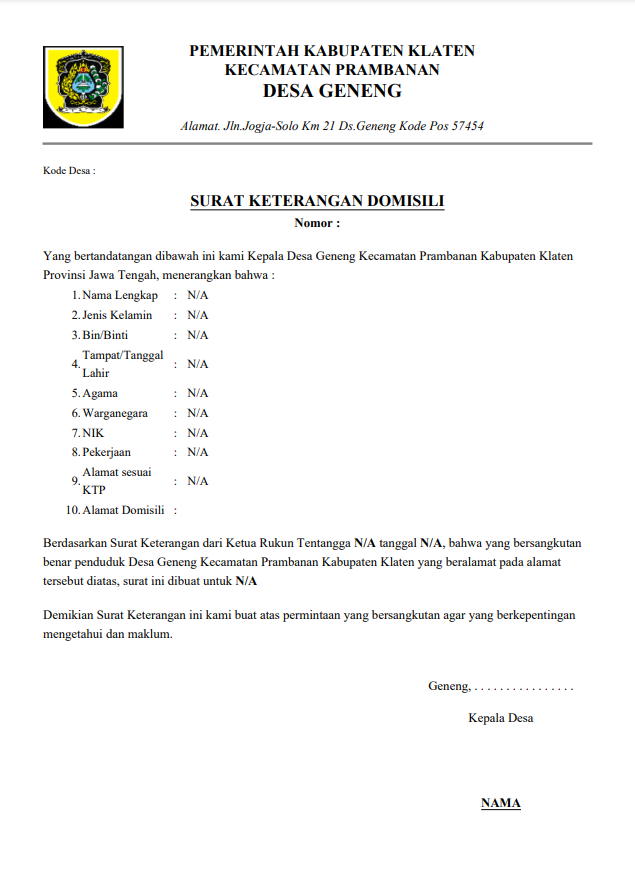 PEMERINTAH KABUPATEN KLATEN
KECAMATAN PRAMBANAN
DESA GENENG
Alamat. Jln.Jogja-Solo Km 21 Ds.Geneng Kode Pos 57454
Kode Desa :
SURAT KETERANGAN DOMISILI
Nomor :
Yang bertandatangan dibawah ini kami Kepala Desa Geneng Kecamatan Prambanan Kabupaten Klaten
Provinsi Jawa Tengah, menerangkan bahwa :
1. Nama Lengkap : N/A
2. Jenis Kelamin : N/A
3. Bin/Binti : N/A
4. Tampat/Tanggal
Lahir : N/A
5. Agama : N/A
6. Warganegara : N/A
7. NIK : N/A
8. Pekerjaan : N/A
9. Alamat sesuai
KTP : N/A
10. Alamat Domisili :
Berdasarkan Surat Keterangan dari Ketua Rukun Tentangga N/A tanggal N/A, bahwa yang bersangkutan
benar penduduk Desa Geneng Kecamatan Prambanan Kabupaten Klaten yang beralamat pada alamat
tersebut diatas, surat ini dibuat untuk N/A
Demikian Surat Keterangan ini kami buat atas permintaan yang bersangkutan agar yang berkepentingan
mengetahui dan maklum.
Geneng, . . . . . . . . . . . . . . . .
Kepala Desa
NAMA